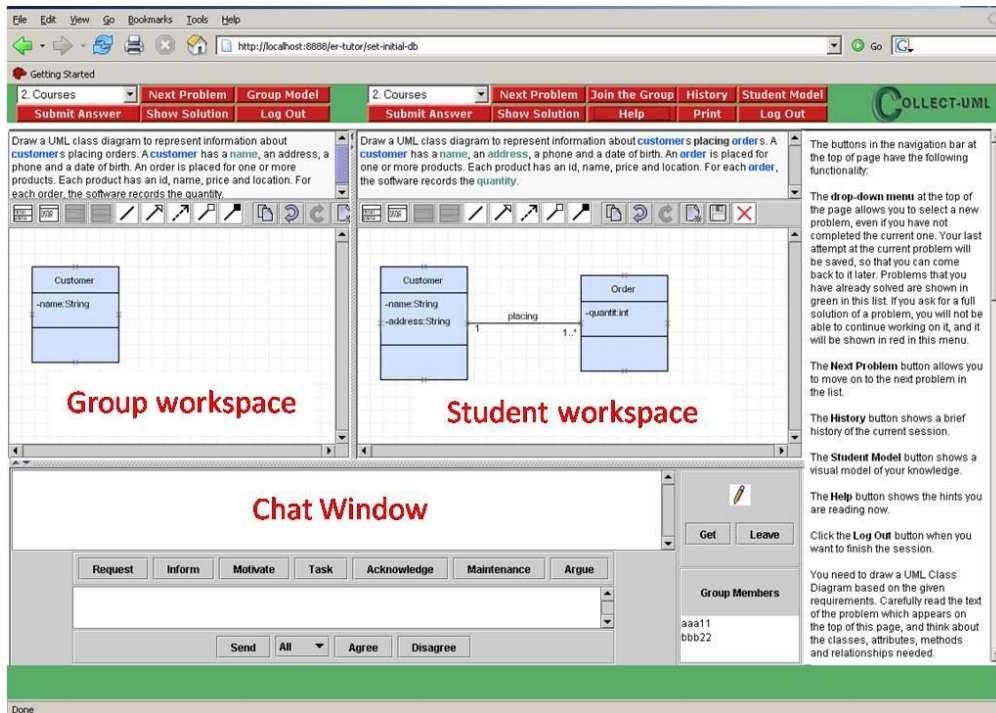 File Edit View Go Bookmarks Tools Help
http://localhost:8888/er-tutor/set-initial-db
Go
Getting Started
2. Courses Next Problem Group Model
Submit Answer Show Solution Log Out
2. Courses Next Problem Join the Group History Student Model
Submit Answer Show Solution Help Print Log Out
COLLECT-UML
Draw a UML class diagram to represent information about
customers placing orders. A customer has a name, an address, a
phone and a date of birth. An order is placed for one or more
products. Each product has an id, name, price and location. For
each order, the software records the quantity.
Customer
-name:String
Group workspace
Draw a UML class diagram to represent information about customers placing orders. A
customer has a name, an address, a phone and a date of birth. An order is placed for
one or more products. Each product has an id, name, price and location. For each order,
the software records the quantity.
Customer
-name:String
-address:String
placing
1
1..*
Order
-quantit:int
Student workspace
Chat Window
Request Inform Motivate Task Acknowledge Maintenance Argue
Send All Agree Disagree
Get Leave
Group Members
aaa11
bbb22
The buttons in the navigation bar at
the top of page have the following
functionality:
The drop-down menu at the top of
the page allows you to select a new
problem, even if you have not
completed the current one. Your last
attempt at the current problem will
be saved, so that you can come
back to it later. Problems that you
have already solved are shown in
green in this list. If you ask for a full
solution of a problem, you will not be
able to continue working on it, and it
will be shown in red in this menu.
The Next Problem button allows you
to move on to the next problem in
the list.
The History button shows a brief
history of the current session.
The Student Model button shows a
visual model of your knowledge.
The Help button shows the hints you
are reading now.
Click the Log Out button when you
want to finish the session.
You need to draw a UML Class
Diagram based on the given
requirements. Carefully read the text
of the problem which appears on
the top of this page, and think about
the classes, attributes, methods
and relationships needed.
Done